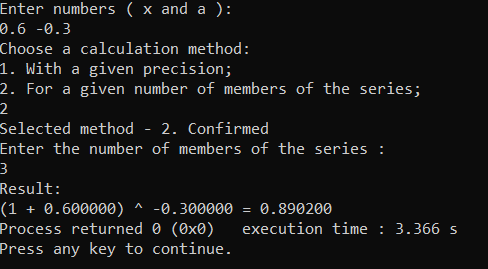 Enter numbers ( x and a ):
0.6 -0.3
Choose a calculation method:
1. With a given precision;
2. For a given number of members of the series;
2
Selected method - 2. Confirmed
Enter the number of members of the series :
3
Result:
(1 + 0.600000) ^ -0.300000 = 0.890200
Process returned 0 (0x0)   execution time : 3.366 s
Press any key to continue.